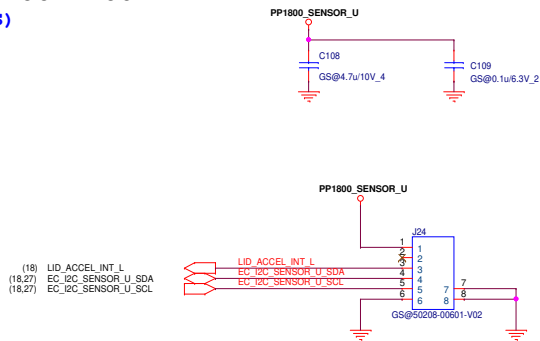 PP1800_SENSOR_U
C108
GS@4.7u/10V_4
C109
GS@0.1u/6.3V_2
PP1800_SENSOR_U
J24
1 1
2 2
(18) LID_ACCEL_INT_L LID_ACCEL_INT_L 3 3
(18,27) EC_I2C_SENSOR_U_SDA EC_I2C_SENSOR_U_SDA 4 4
(18,27) EC_I2C_SENSOR_U_SCL EC_I2C_SENSOR_U_SCL 5 5 7 7
6 6 8 8
GS@50208-00601-V02